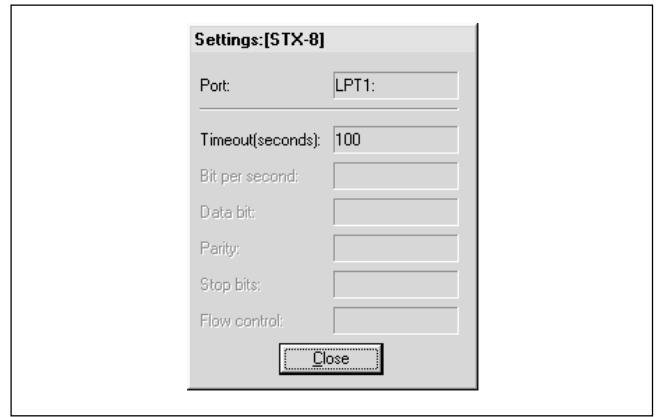 Settings:[STX-8]
Port: LPT1:
Timeout(seconds): 100
Bit per second:
Data bit:
Parity:
Stop bits:
Flow control:
Close